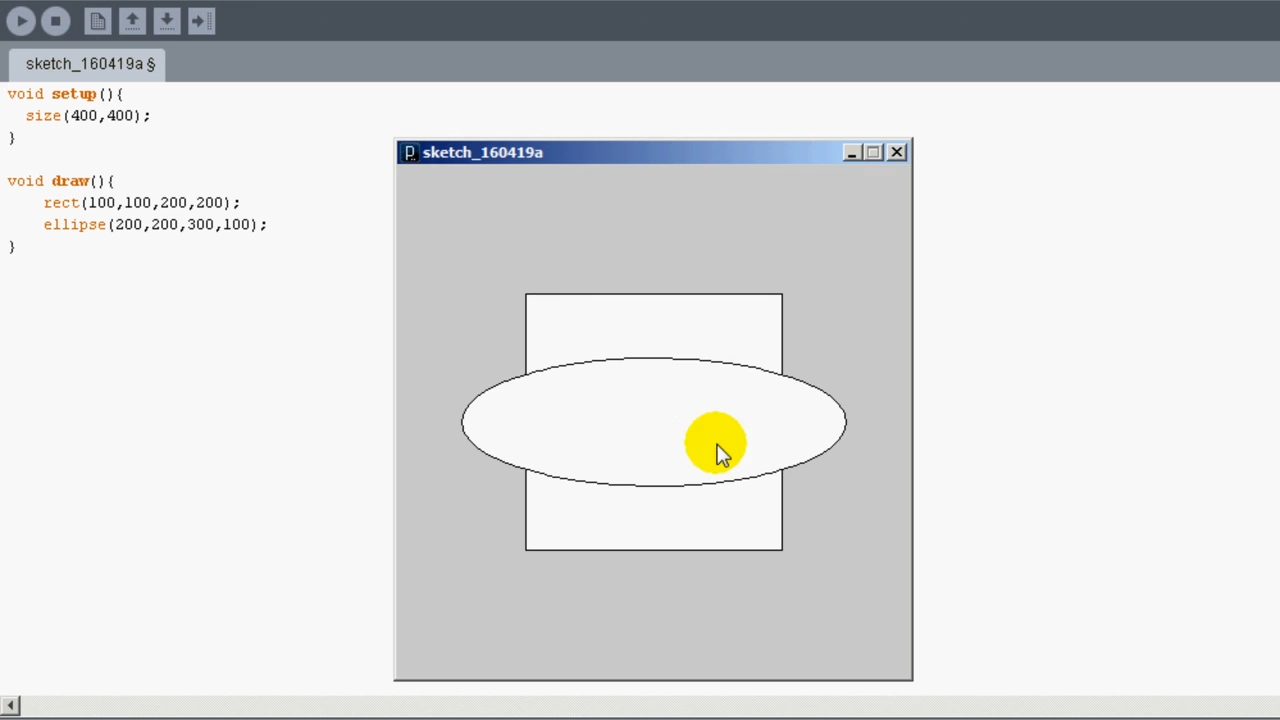 sketch_160419a §
void setup(){
  size(400,400);
}
void draw(){
    rect(100,100,200,200);
    ellipse(200,200,300,100);
}
sketch_160419a